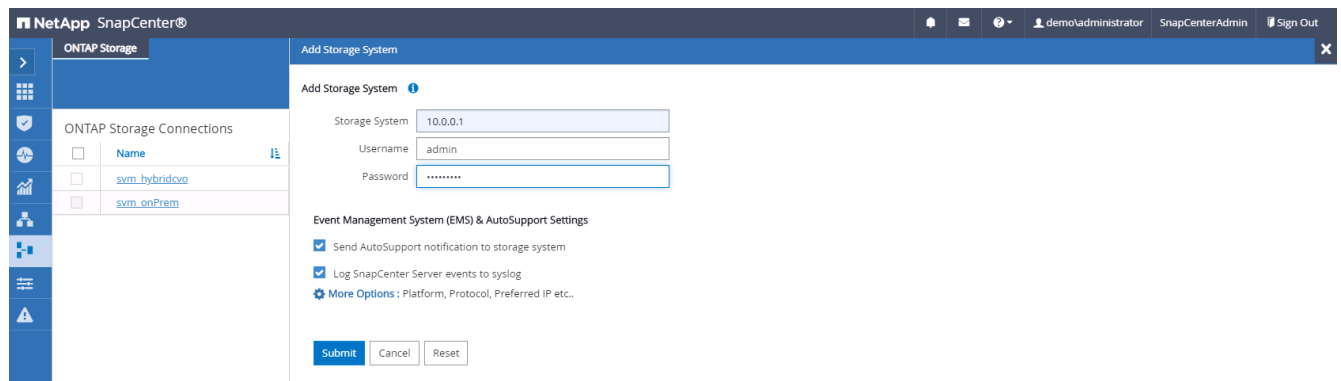 NetApp SnapCenter®
demo\administrator SnapCenterAdmin Sign Out
ONTAP Storage
Add Storage System
Add Storage System
ONTAP Storage Connections
Name
svm_hybridcvo
svm_onPrem
Storage System 10.0.0.1
Username admin
Password •••••••••
Event Management System (EMS) & AutoSupport Settings
Send AutoSupport notification to storage system
Log SnapCenter Server events to syslog
More Options : Platform, Protocol, Preferred IP etc..
Submit Cancel Reset